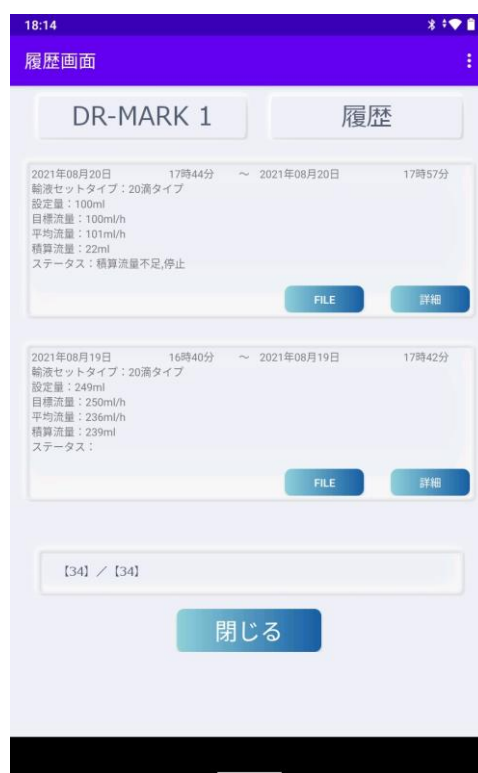 18:14
履歴画面
DR-MARK 1
履歴
2021年08月20日 17時44分 ～ 2021年08月20日 17時57分
輸液セットタイプ：20滴タイプ
設定量：100ml
目標流量：100ml/h
平均流量：101ml/h
積算流量：22ml
ステータス：積算流量不足,停止
FILE 詳細
2021年08月19日 16時40分 ～ 2021年08月19日 17時42分
輸液セットタイプ：20滴タイプ
設定量：249ml
目標流量：250ml/h
平均流量：236ml/h
積算流量：239ml
ステータス：
FILE 詳細
【34】／【34】
閉じる